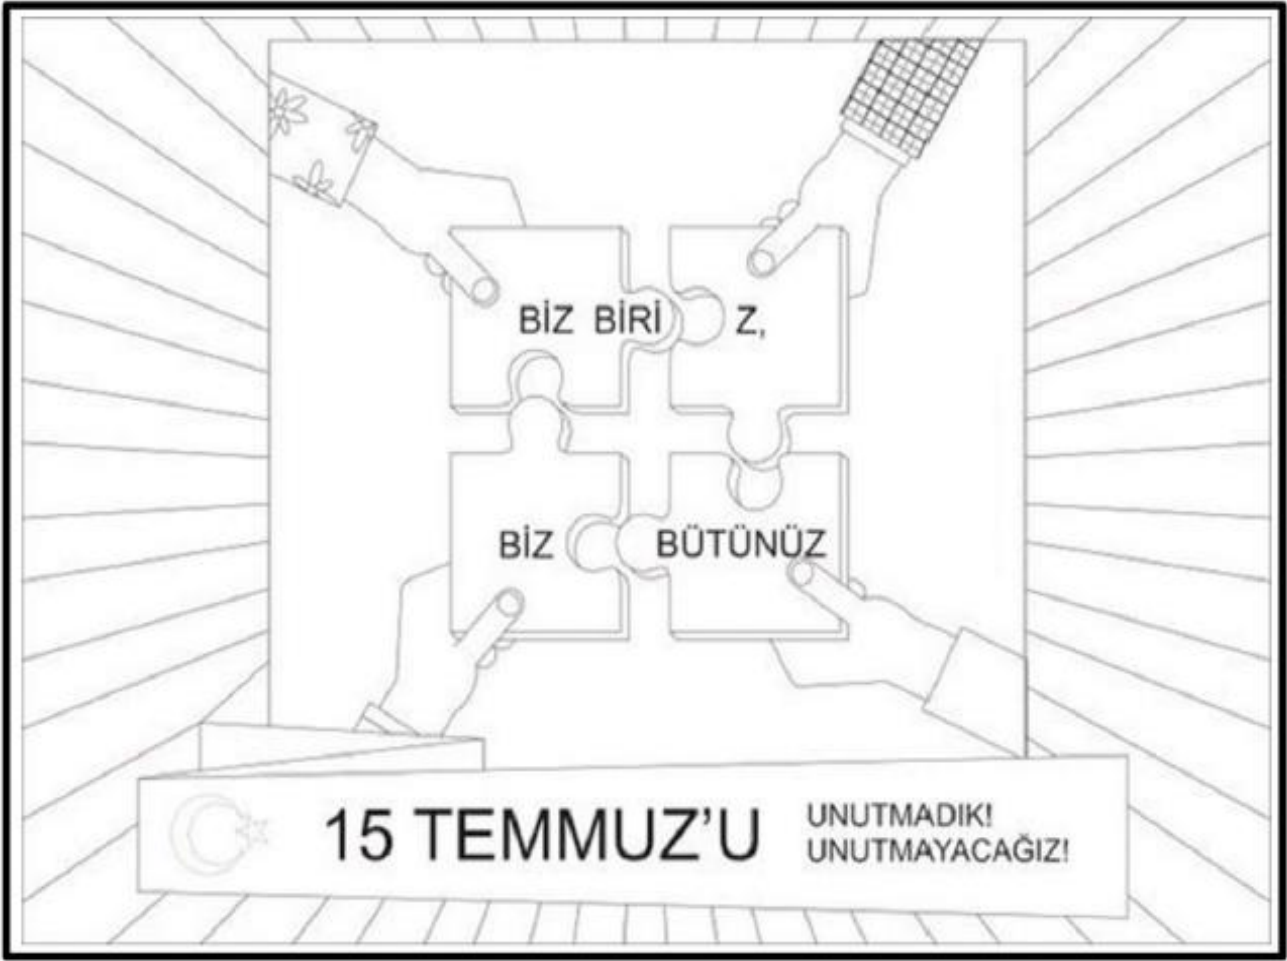 BİZ BİRİ Z,
BİZ BÜTÜNÜZ
15 TEMMUZ'U
UNUTMADIK!
UNUTMAYACAĞIZ!